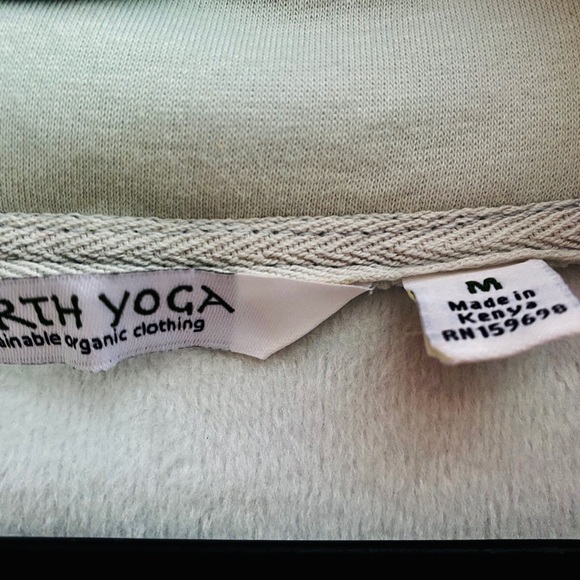 RTH YOGA
ainable organic clothing
M
Made in
Kenya
RN159698